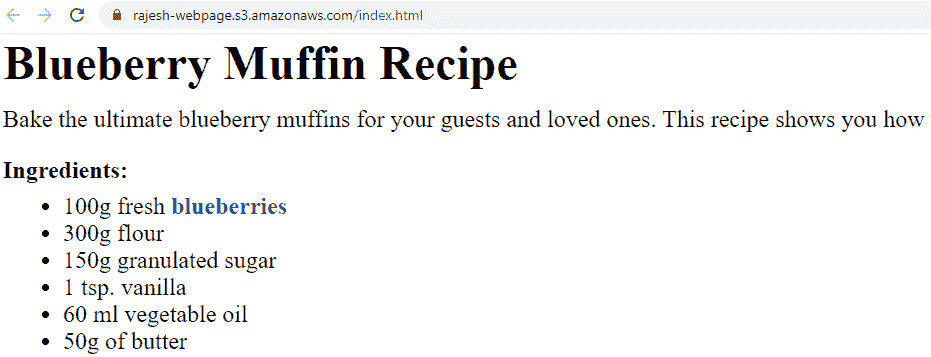 rajesh-webpage.s3.amazonaws.com/index.html
Blueberry Muffin Recipe
Bake the ultimate blueberry muffins for your guests and loved ones. This recipe shows you how
Ingredients:
• 100g fresh blueberries
• 300g flour
• 150g granulated sugar
• 1 tsp. vanilla
• 60 ml vegetable oil
• 50g of butter